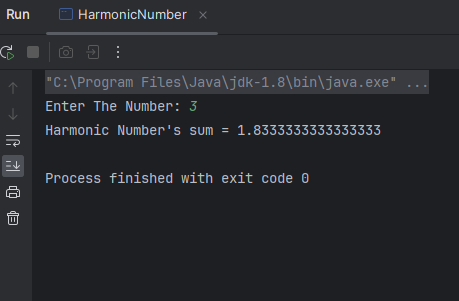 Run HarmonicNumber
"C:\Program Files\Java\jdk-1.8\bin\java.exe" ...
Enter The Number: 3
Harmonic Number's sum = 1.8333333333333333
Process finished with exit code 0